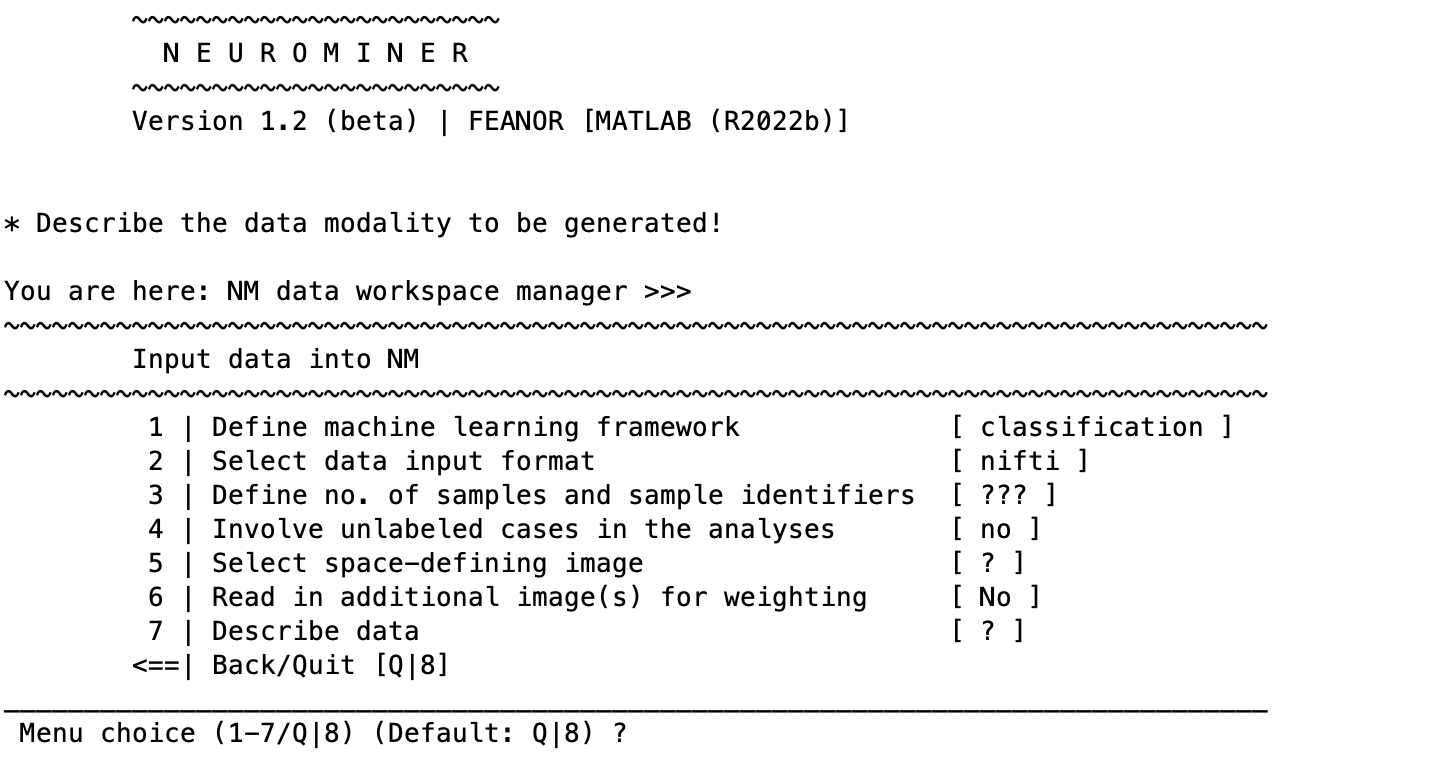 ~~~~~~~~~~~~~~~~~~~~~~~
N E U R O M I N E R
~~~~~~~~~~~~~~~~~~~~~~~
Version 1.2 (beta) | FEANOR [MATLAB (R2022b)]
* Describe the data modality to be generated!
You are here: NM data workspace manager >>>
~~~~~~~~~~~~~~~~~~~~~~~~~~~~~~~~~~~~~~~~~~~~~~~~~~~~~~~~~~~~~~~~~~~~~~~~~~~~~~~
Input data into NM
~~~~~~~~~~~~~~~~~~~~~~~~~~~~~~~~~~~~~~~~~~~~~~~~~~~~~~~~~~~~~~~~~~~~~~~~~~~~~~~
1 | Define machine learning framework [ classification ]
2 | Select data input format [ nifti ]
3 | Define no. of samples and sample identifiers [ ??? ]
4 | Involve unlabeled cases in the analyses [ no ]
5 | Select space-defining image [ ? ]
6 | Read in additional image(s) for weighting [ No ]
7 | Describe data [ ? ]
<==| Back/Quit [Q|8]
_______________________________________________________________________________
Menu choice (1-7/Q|8) (Default: Q|8) ?